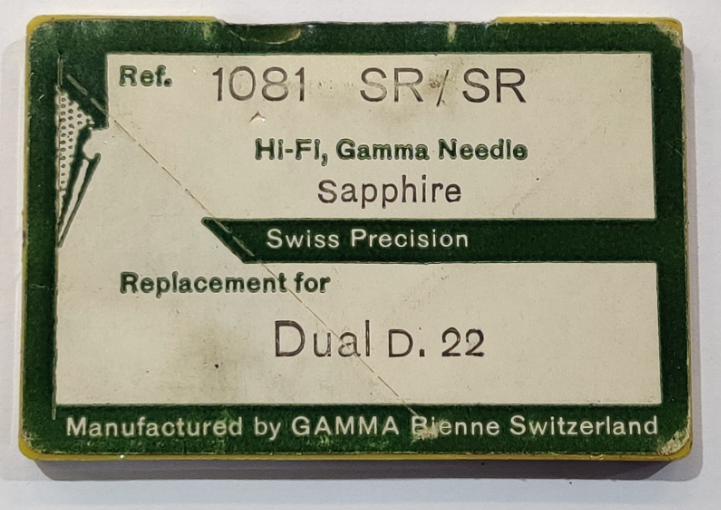 Ref. 1081 SR/SR
Hi-Fi, Gamma Needle
Sapphire
Swiss Precision
Replacement for
Dual D. 22
Manufactured by GAMMA Bienne Switzerland